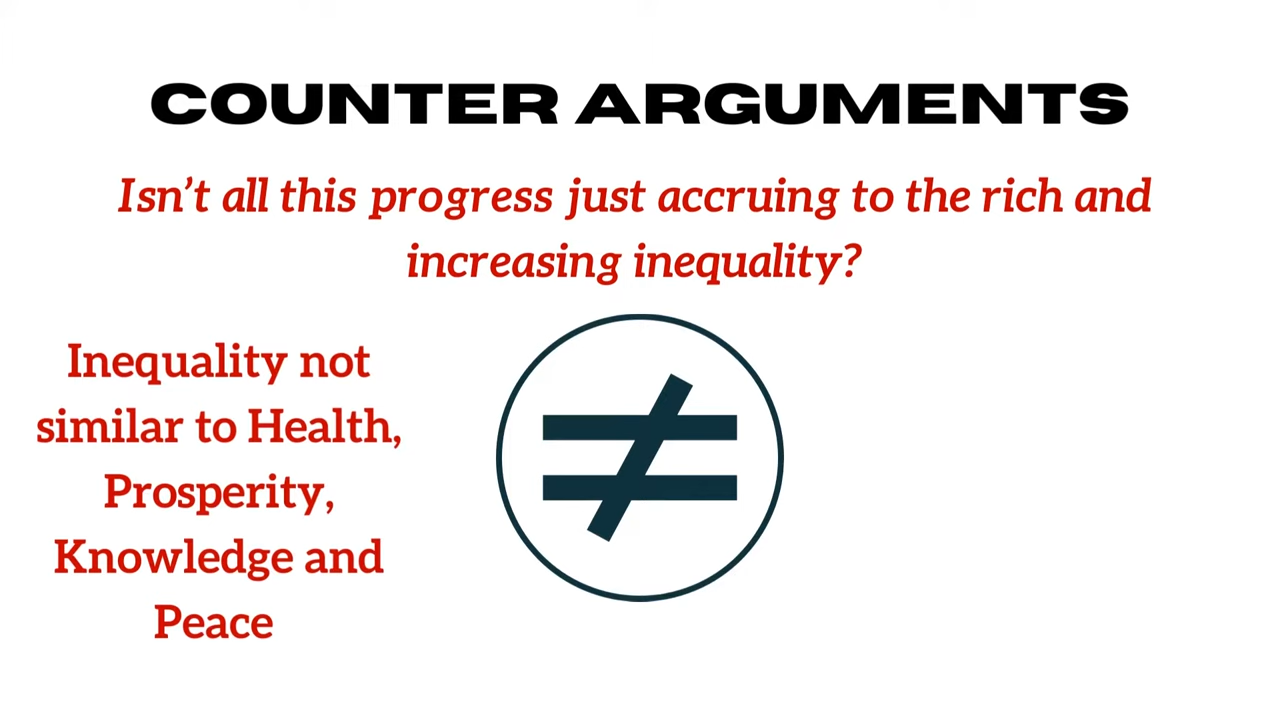 COUNTER ARGUMENTS
Isn’t all this progress just accruing to the rich and
increasing inequality?
Inequality not
similar to Health,
Prosperity,
Knowledge and
Peace